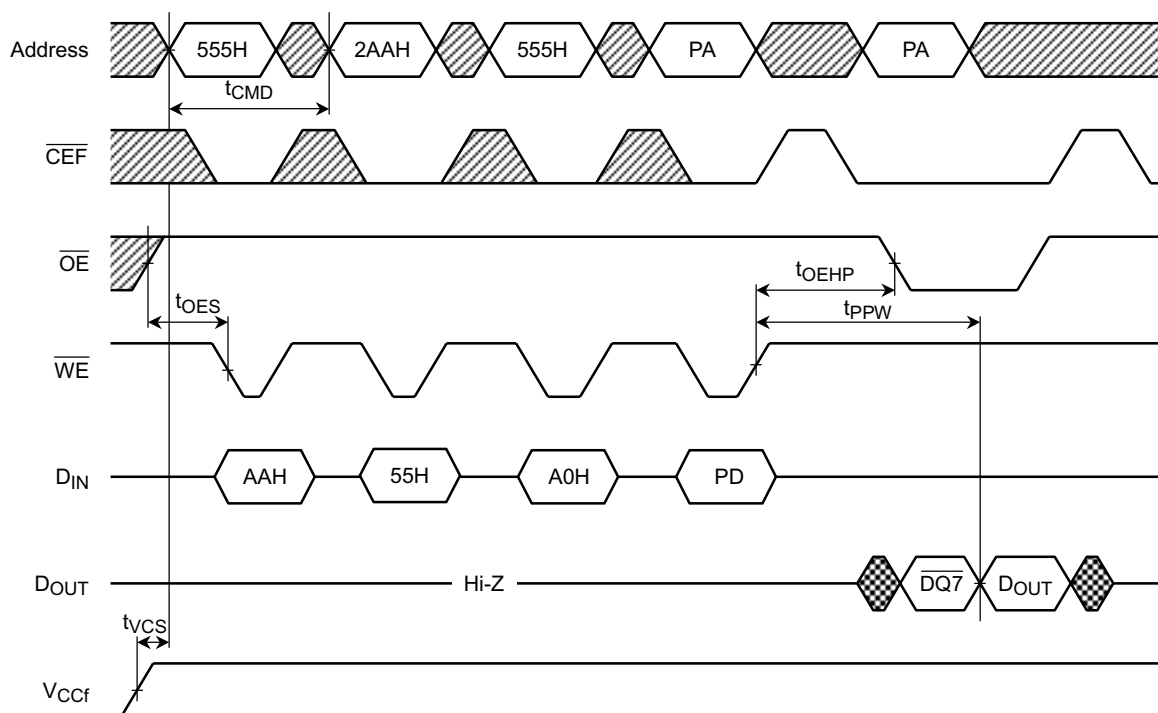 Address 555H 2AAH 555H PA PA
tCMD
CEF
OE
tOEHP
tOES
tPPW
WE
DIN AAH 55H A0H PD
DOUT Hi-Z DQ7 DOUT
tVCS
VCCf